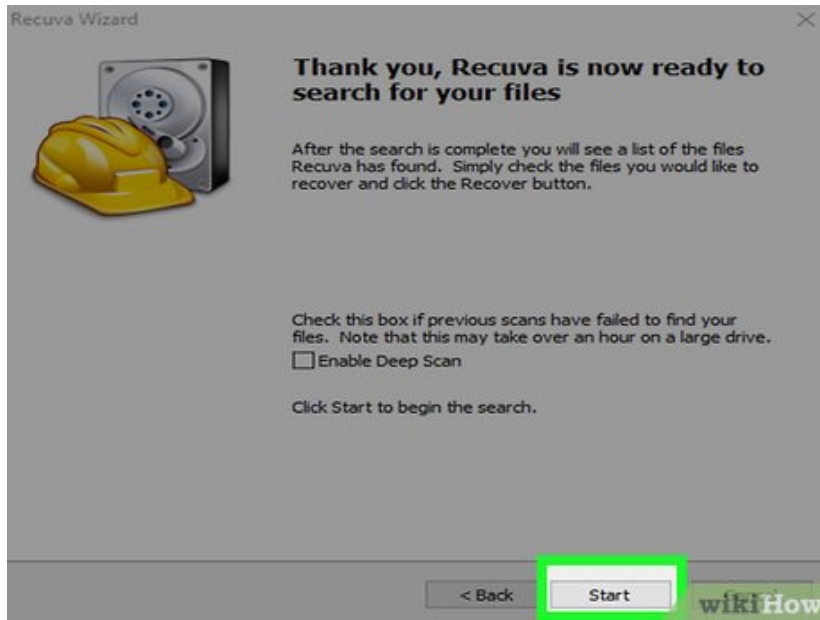 Recuva Wizard
Thank you, Recuva is now ready to
search for your files
After the search is complete you will see a list of the files
Recuva has found. Simply check the files you would like to
recover and click the Recover button.
Check this box if previous scans have failed to find your
files. Note that this may take over an hour on a large drive.
Enable Deep Scan
Click Start to begin the search.
< Back
Start
wikiHow